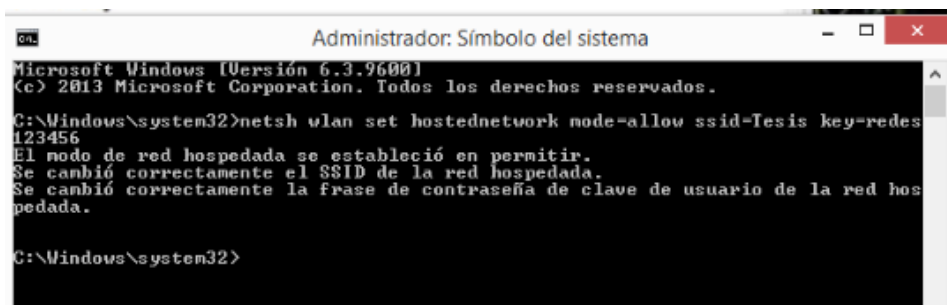 Administrador: Símbolo del sistema
Microsoft Windows [Versión 6.3.9600]
(c) 2013 Microsoft Corporation. Todos los derechos reservados.
C:\Windows\system32>netsh wlan set hostednetwork mode=allow ssid=Tesis key=redes
123456
El modo de red hospedada se estableció en permitir.
Se cambió correctamente el SSID de la red hospedada.
Se cambió correctamente la frase de contraseña de clave de usuario de la red hos
pedada.
C:\Windows\system32>